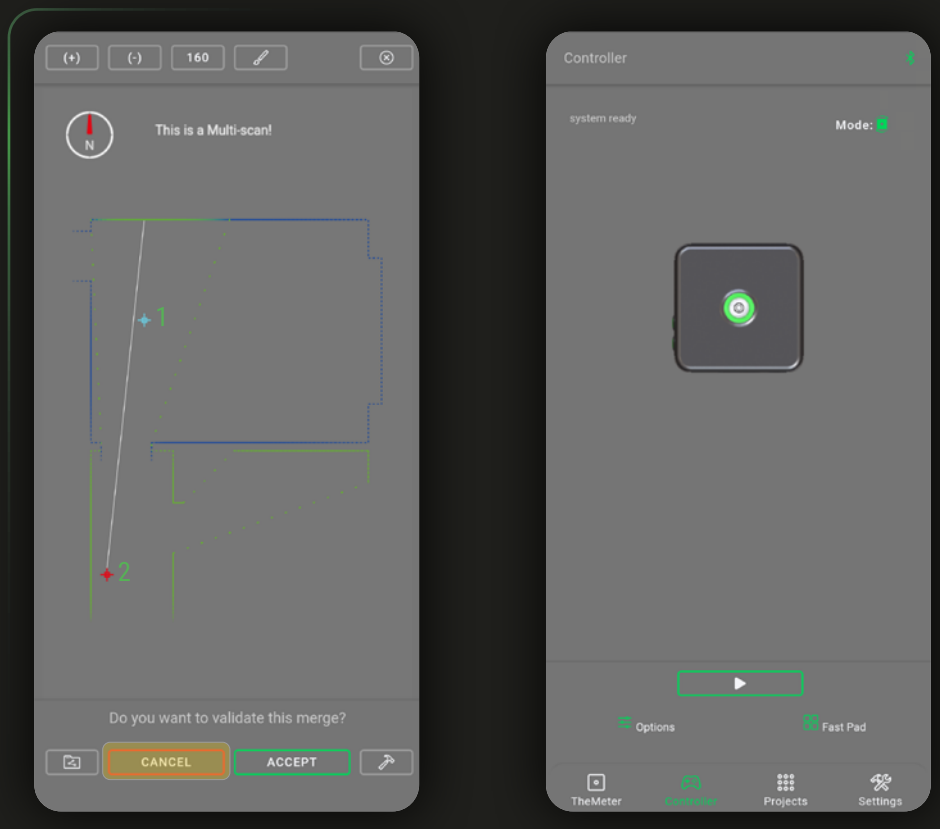 (+) (-) 160
N
This is a Multi-scan!
1
2
Do you want to validate this merge?
CANCEL ACCEPT
Controller
system ready
Mode:
Options Fast Pad
TheMeter Controller Projects Settings